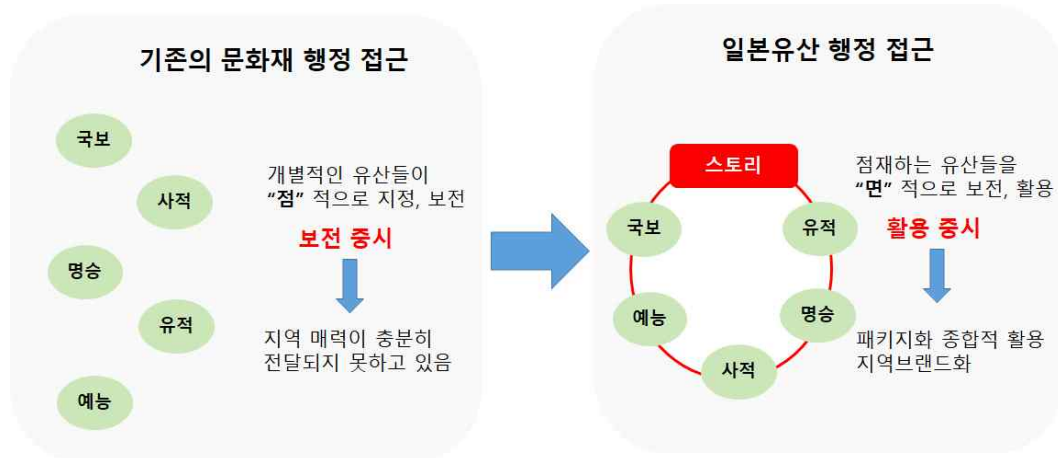 기존의 문화재 행정 접근
국보
사적
명승
유적
예능
개별적인 유산들이
“점” 적으로 지정, 보전
보전 중시
지역 매력이 충분히
전달되지 못하고 있음
일본유산 행정 접근
스토리
국보
유적
예능
명승
사적
점재하는 유산들을
“면” 적으로 보전, 활용
활용 중시
패키지화 종합적 활용
지역브랜드화